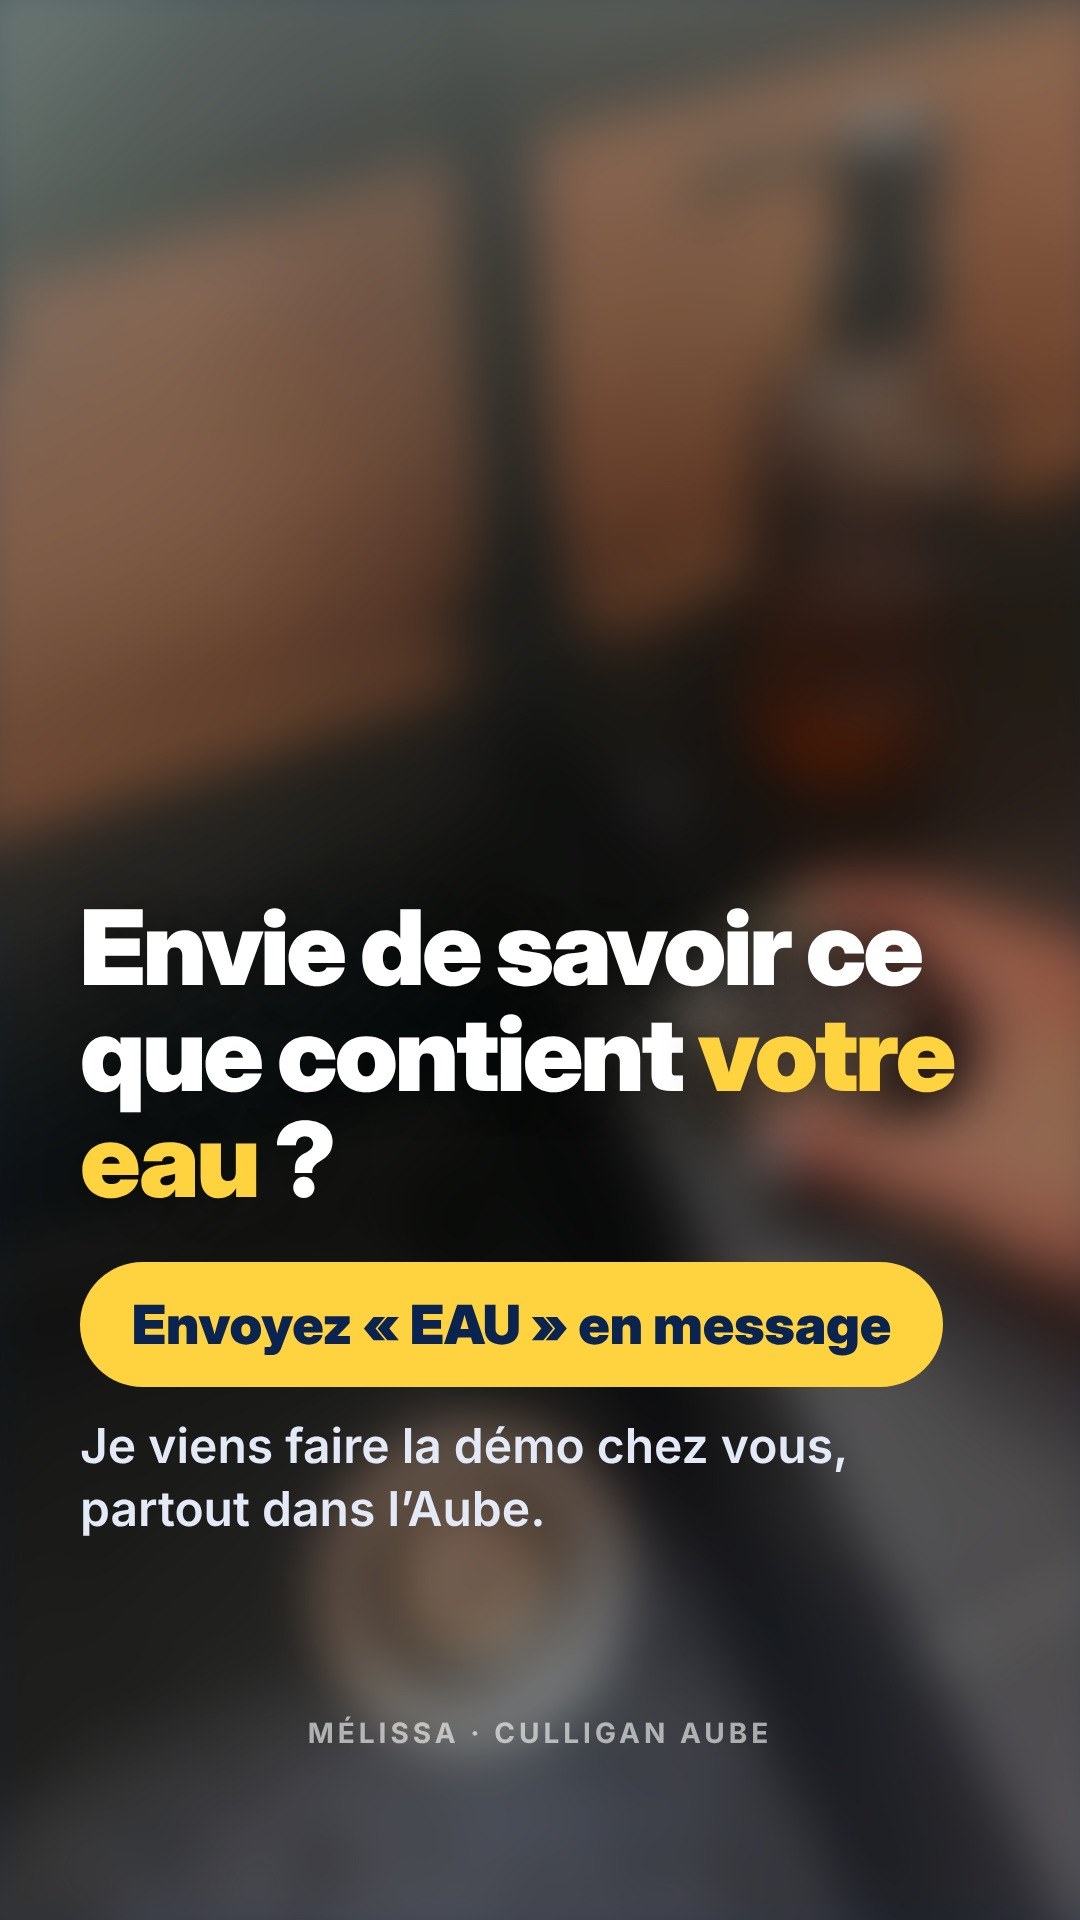 Envie de savoir ce
que contient votre
eau ?
Envoyez « EAU » en message
Je viens faire la démo chez vous,
partout dans l’Aube.
MÉLISSA · CULLIGAN AUBE